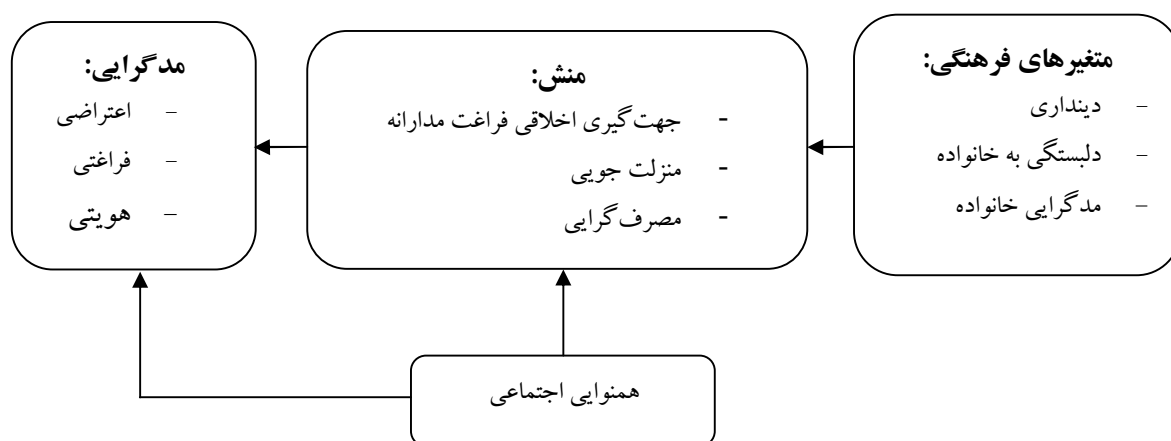 متغیرهای فرهنگی:
- دینداری
- دلبستگی به خانواده
- مدگرایی خانواده
منش:
- جهت‌گیری اخلاقی فراغت مدارانه
- منزلت جویی
- مصرف‌گرایی
مدگرایی:
- اعتراضی
- فراغتی
- هویتی
همنوایی اجتماعی